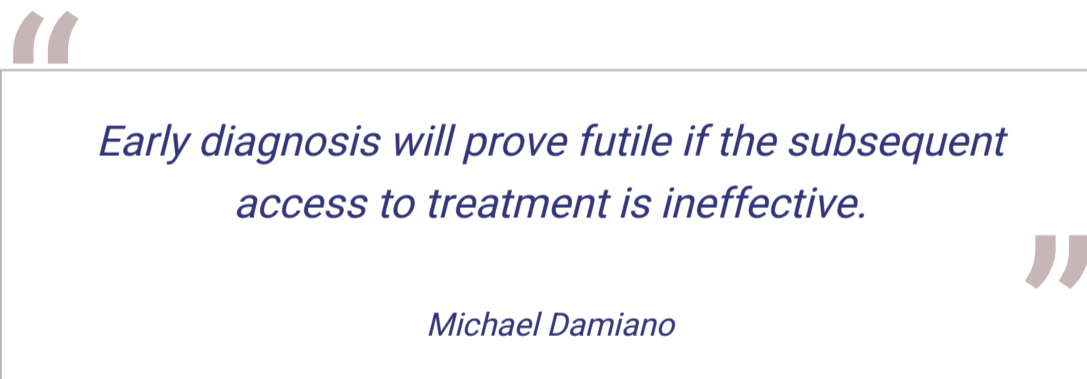 “
Early diagnosis will prove futile if the subsequent
access to treatment is ineffective.
”
Michael Damiano